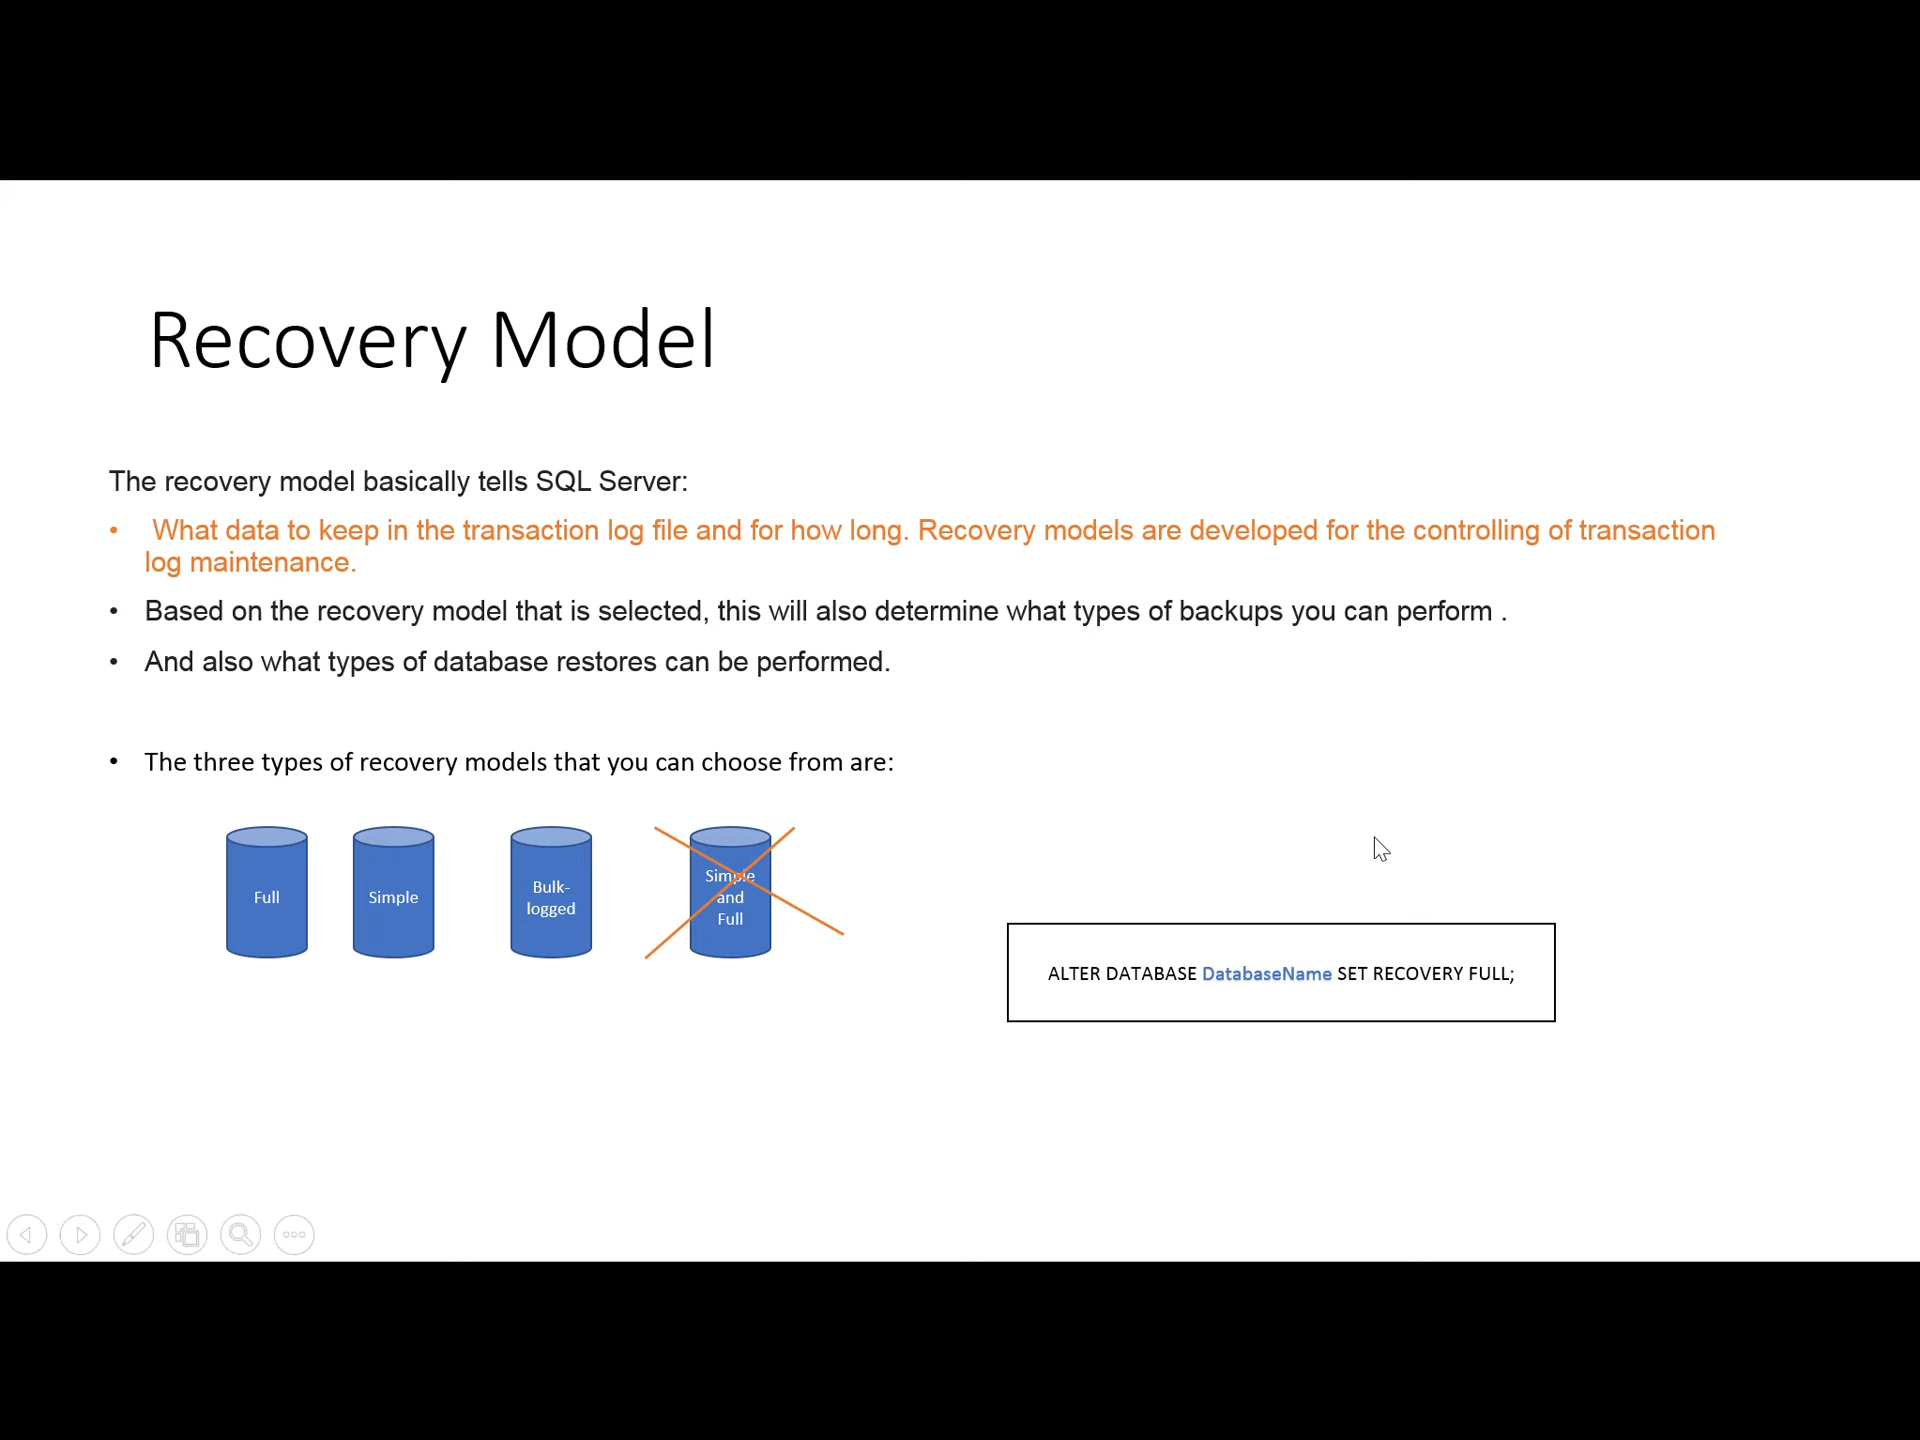 Recovery Model
The recovery model basically tells SQL Server:
• What data to keep in the transaction log file and for how long. Recovery models are developed for the controlling of transaction
log maintenance.
• Based on the recovery model that is selected, this will also determine what types of backups you can perform .
• And also what types of database restores can be performed.
• The three types of recovery models that you can choose from are:
Full
Simple
Bulk-
logged
Simple
and
Full
ALTER DATABASE DatabaseName SET RECOVERY FULL;